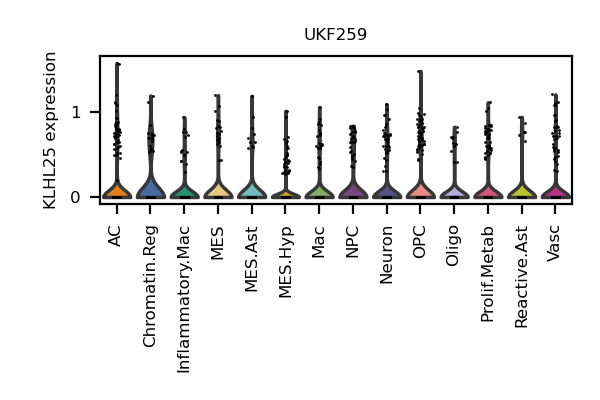 UKF259
KLHL25 expression
1
0
AC
Chromatin.Reg
Inflammatory.Mac
MES
MES.Ast
MES.Hyp
Mac
NPC
Neuron
OPC
Oligo
Prolif.Metab
Reactive.Ast
Vasc